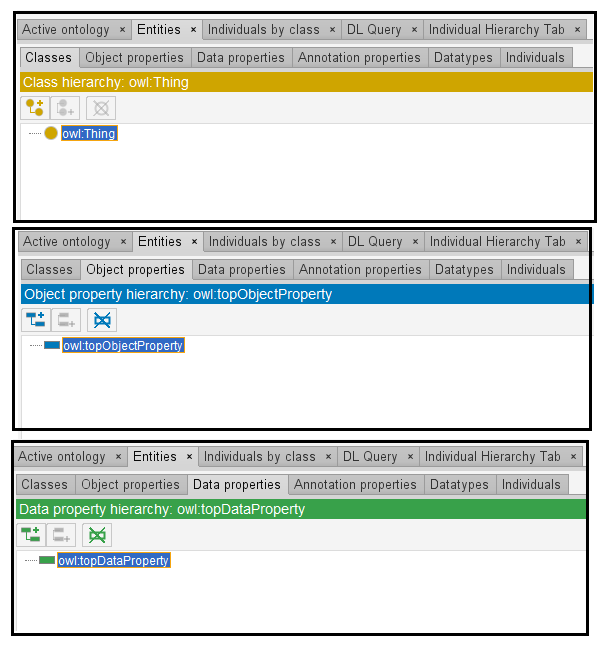 Active ontology × Entities × Individuals by class × DL Query × Individual Hierarchy Tab ×
Classes Object properties Data properties Annotation properties Datatypes Individuals
Class hierarchy: owl:Thing
owl:Thing
Active ontology × Entities × Individuals by class × DL Query × Individual Hierarchy Tab ×
Classes Object properties Data properties Annotation properties Datatypes Individuals
Object property hierarchy: owl:topObjectProperty
owl:topObjectProperty
Active ontology × Entities × Individuals by class × DL Query × Individual Hierarchy Tab ×
Classes Object properties Data properties Annotation properties Datatypes Individuals
Data property hierarchy: owl:topDataProperty
owl:topDataProperty